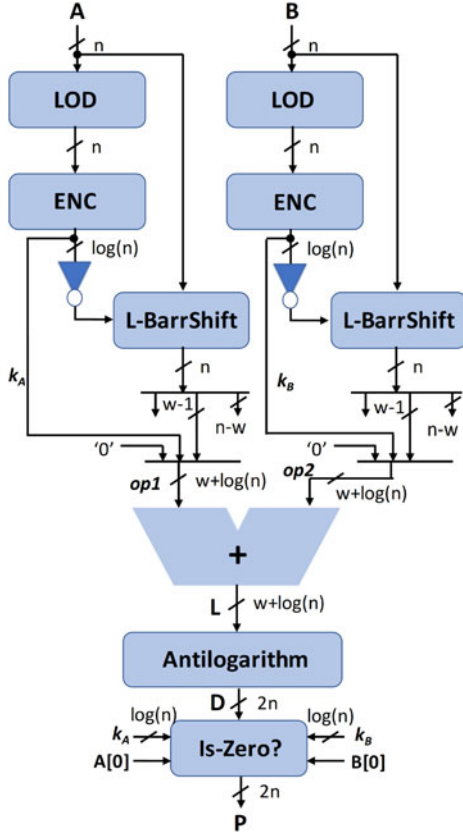 A B
n n
LOD LOD
n n
ENC ENC
log(n) log(n)
L-BarrShift L-BarrShift
k_A n k_B n
w-1 n-w w-1 n-w
'0' '0'
op1 w+log(n) op2 w+log(n)
+
L w+log(n)
Antilogarithm
D 2n
log(n) log(n)
k_A Is-Zero? k_B
A[0] B[0]
2n
P